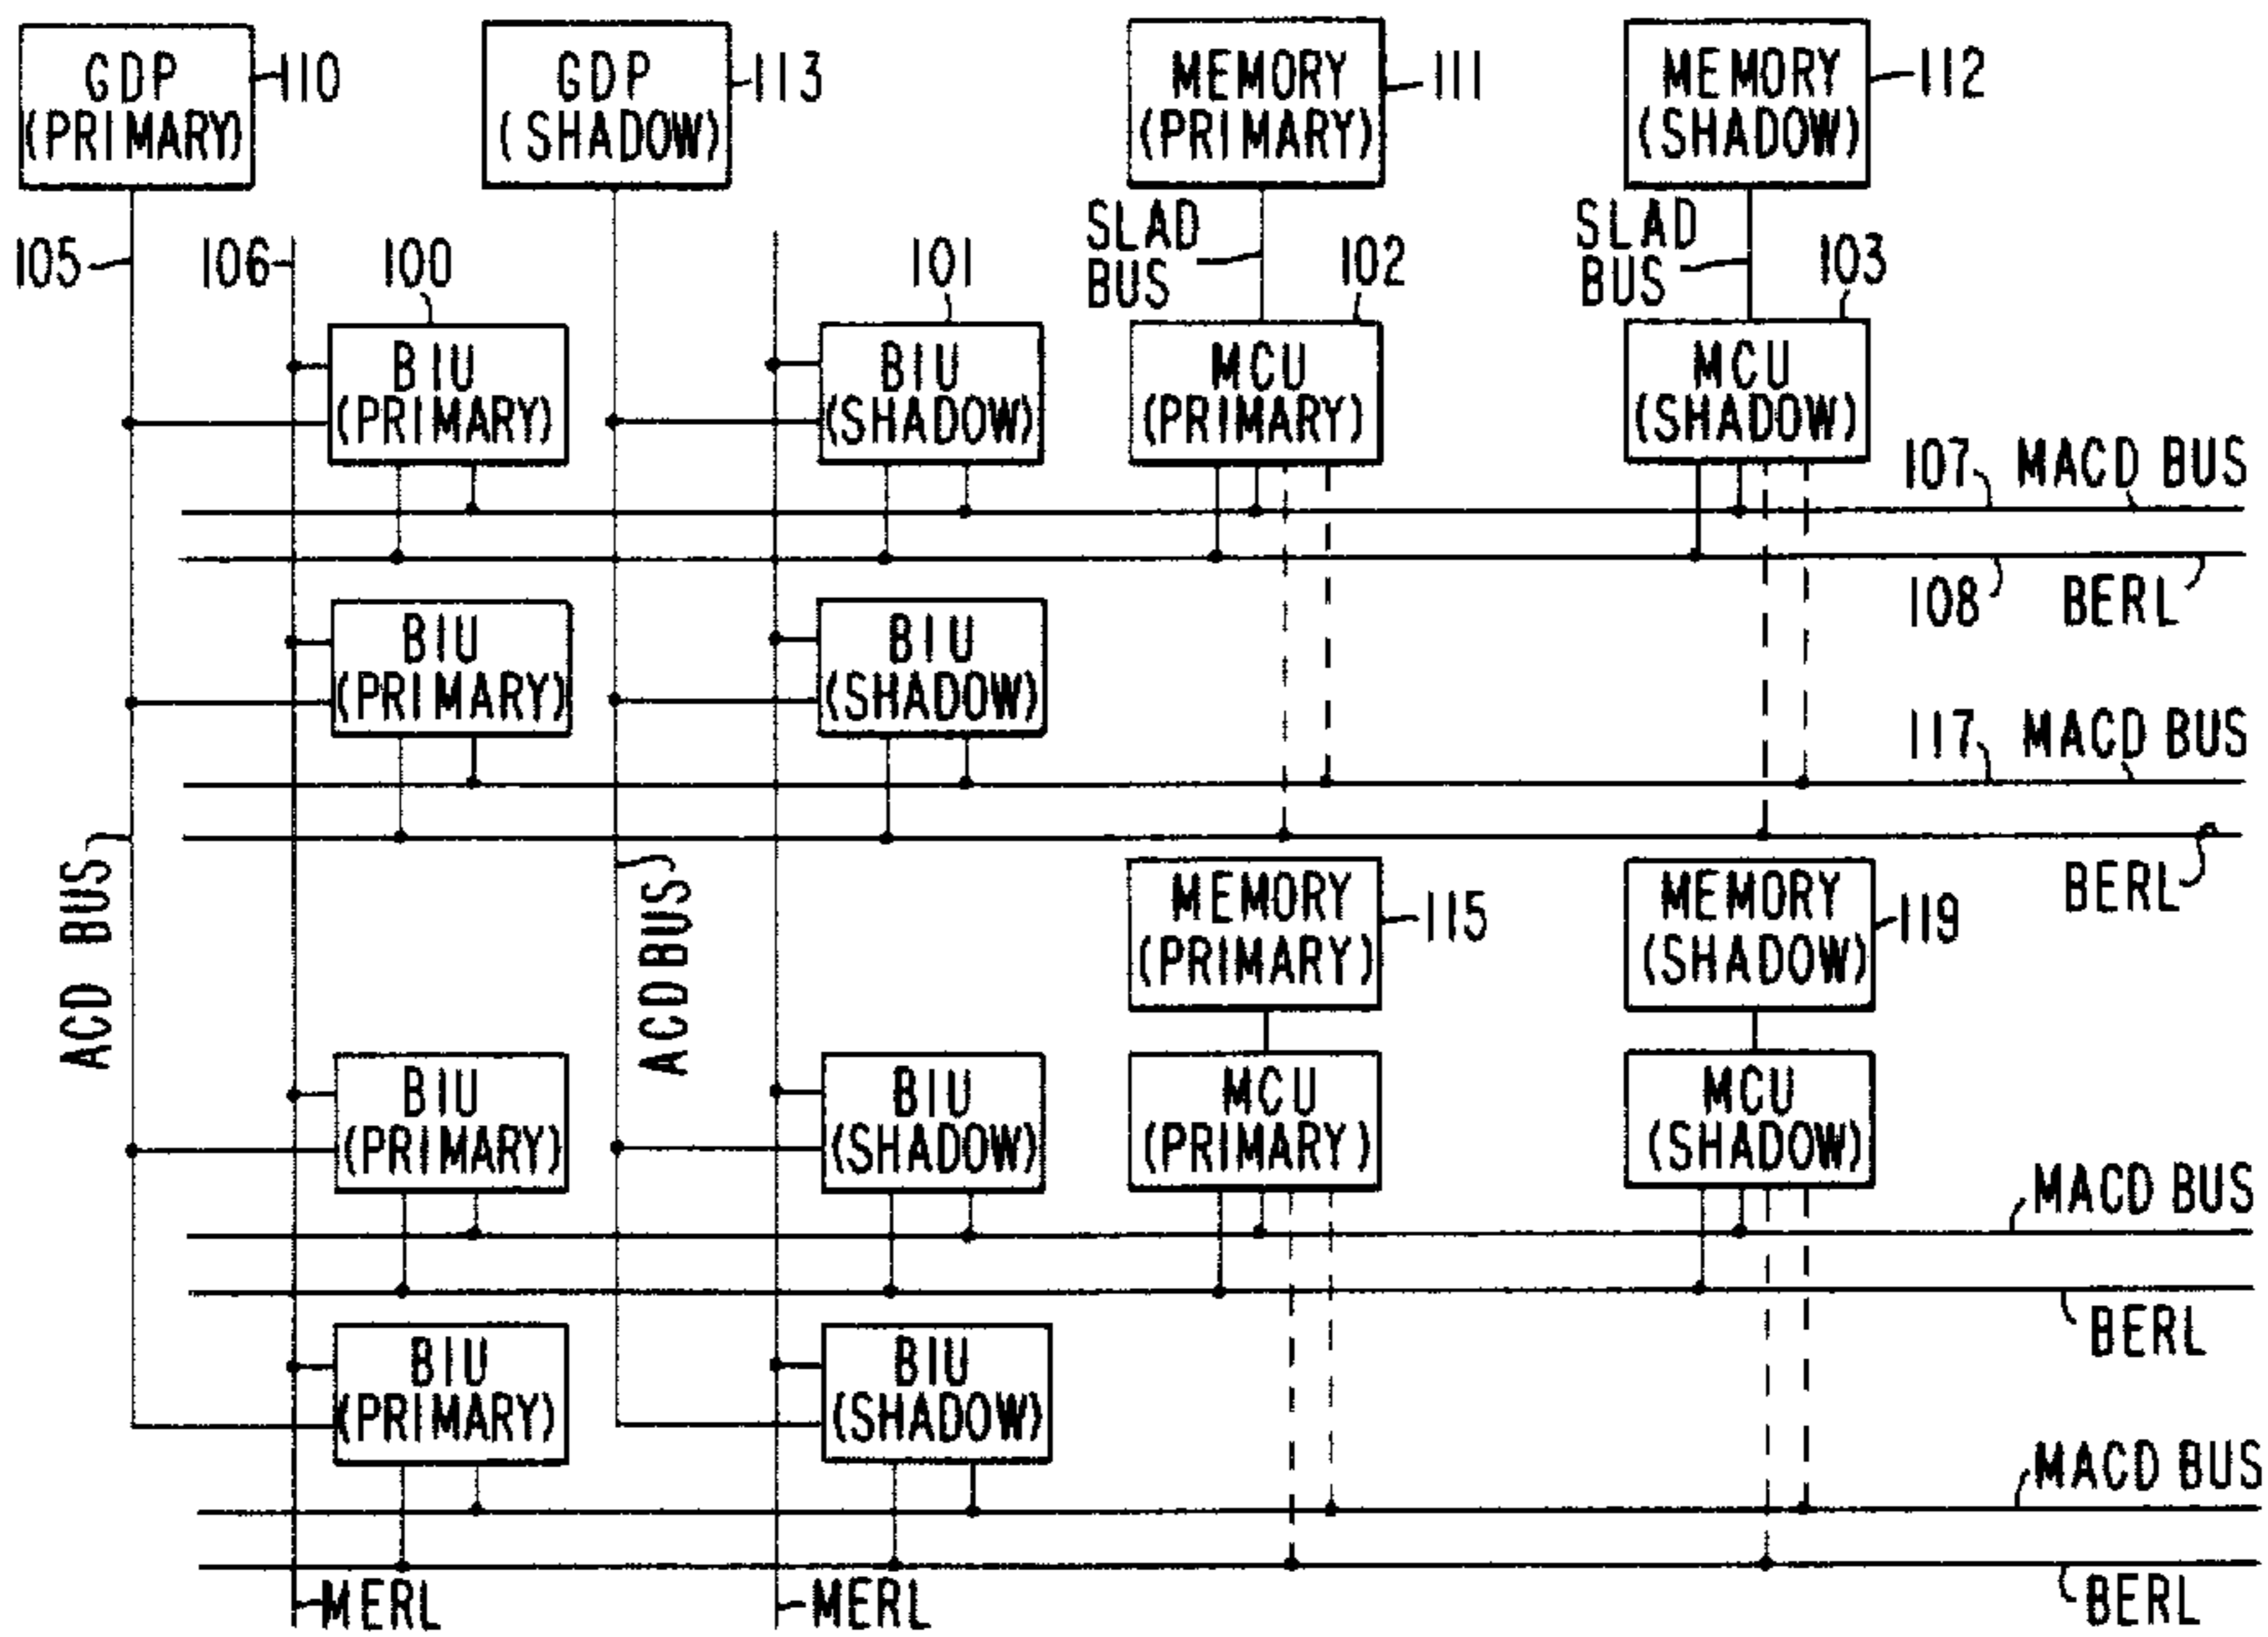 GDP
(PRIMARY)
110
GDP
(SHADOW)
113
MEMORY
(PRIMARY)
111
MEMORY
(SHADOW)
112
105
106
100
101
SLAD
BUS
102
SLAD
BUS
103
BIU
(PRIMARY)
BIU
(SHADOW)
MCU
(PRIMARY)
MCU
(SHADOW)
107
MACD BUS
108
BERL
BIU
(PRIMARY)
BIU
(SHADOW)
117
MACD BUS
BERL
ACD BUS
ACD BUS
MEMORY
(PRIMARY)
115
MEMORY
(SHADOW)
119
BIU
(PRIMARY)
BIU
(SHADOW)
MCU
(PRIMARY)
MCU
(SHADOW)
MACD BUS
BERL
BIU
(PRIMARY)
BIU
(SHADOW)
MACD BUS
BERL
MERL
MERL